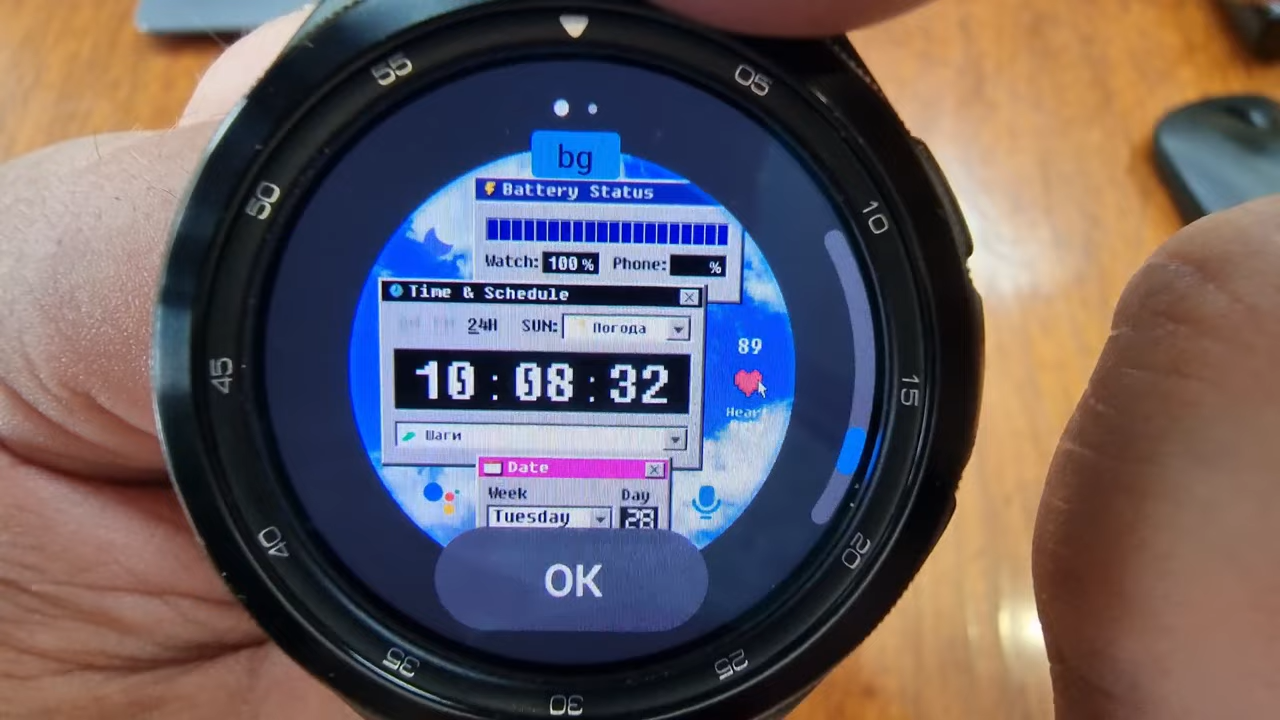 55
05
50
10
45
15
40
20
35
25
30
bg
Battery Status
Watch: 100 % Phone: %
Time & Schedule
24H SUN: Погода
10:08:32
89
Heart
Шаги
Date
Week Day
Tuesday 28
OK